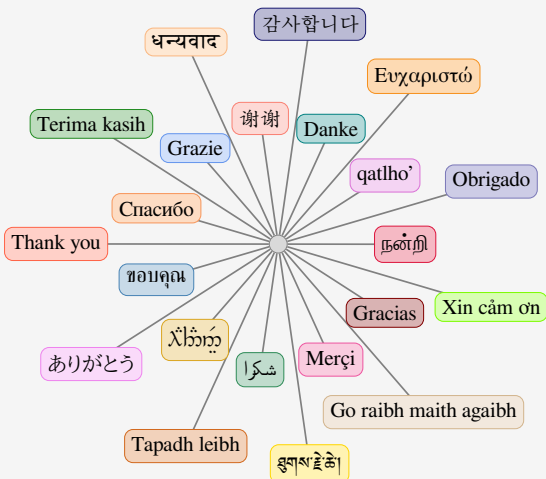 감사합니다
धन्यवाद
Ευχαριστώ
谢谢
Terima kasih
Danke
Grazie
qatlho’
Obrigado
Спасибо
Thank you
நன்றி
ขอบคุณ
Xin cảm ơn
Gracias
ありがとう
Merçi
شكرا
Go raibh maith agaibh
Tapadh leibh
ཐུགས་རྗེ་ཆེ།